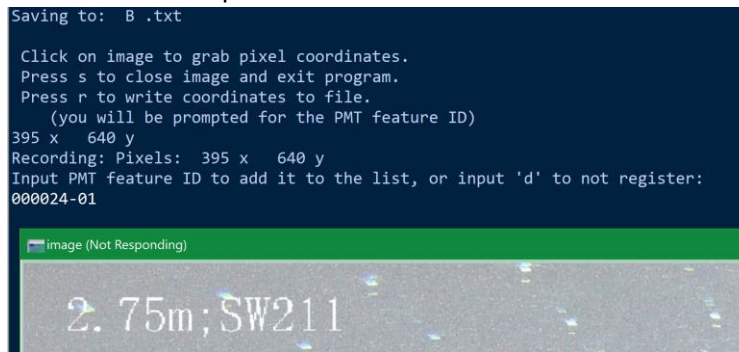 Saving to:  B .txt
Click on image to grab pixel coordinates.
Press s to close image and exit program.
Press r to write coordinates to file.
(you will be prompted for the PMT feature ID)
395 x   640 y
Recording: Pixels:  395 x   640 y
Input PMT feature ID to add it to the list, or input 'd' to not register:
000024-01
image (Not Responding)
2.75m;SW211